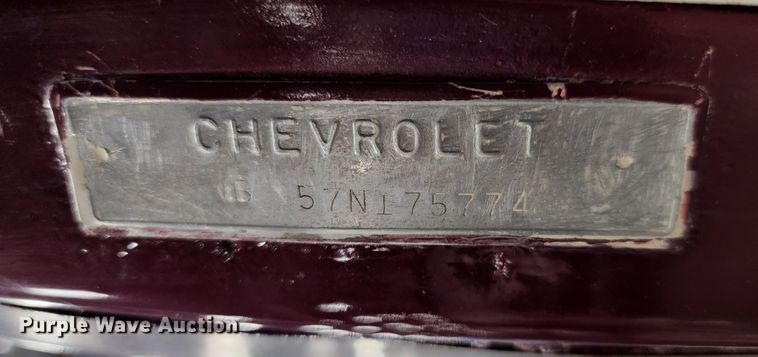 CHEVROLET
VB 57N175774
Purple Wave Auction